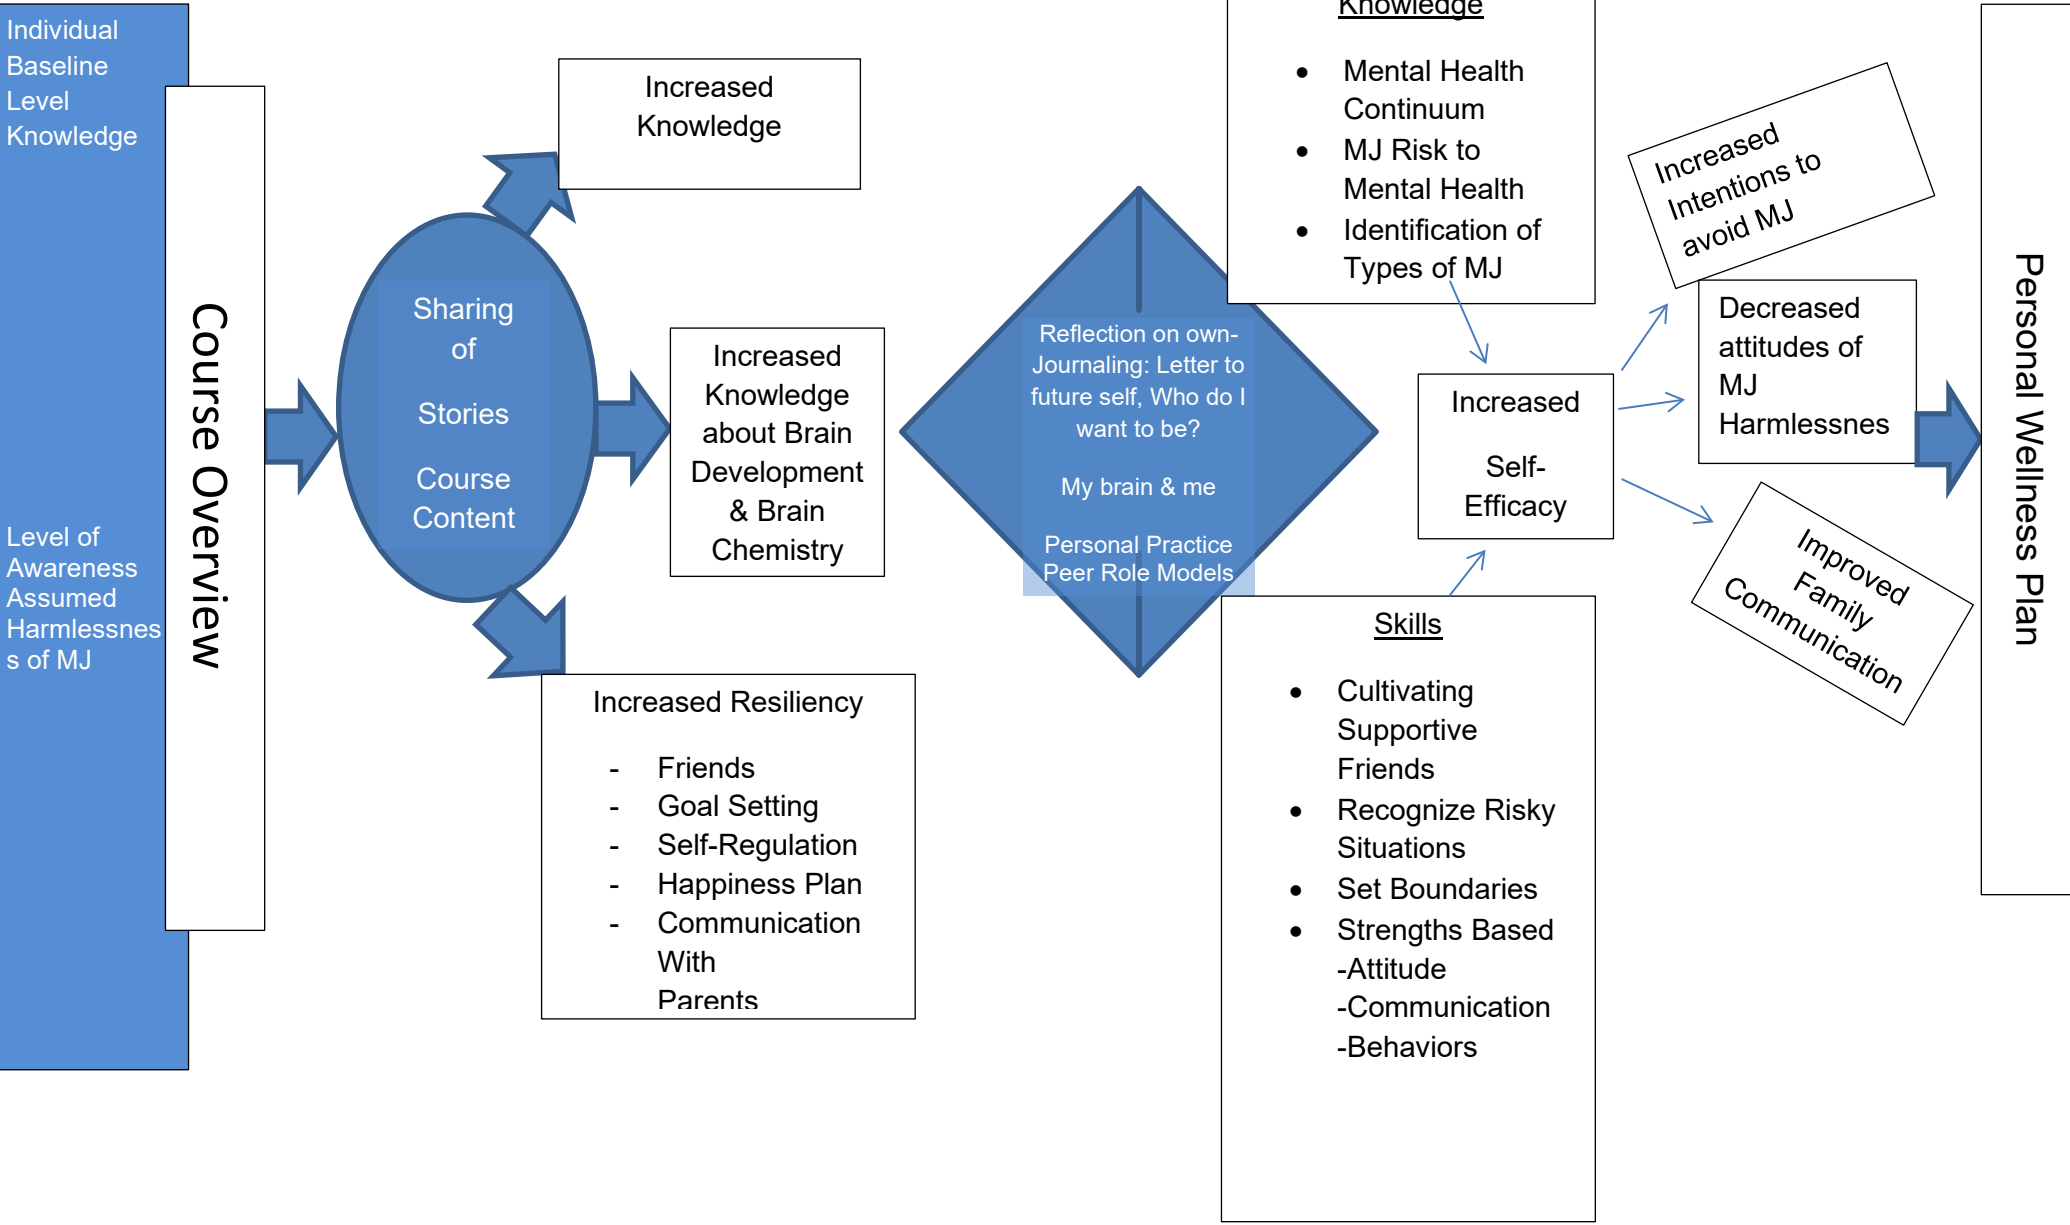 Individual
Baseline
Level
Knowledge
Level of
Awareness
Assumed
Harmlessnes
s of MJ
Course Overview
Sharing
of
Stories
Course
Content
Increased
Knowledge
Increased
Knowledge
about Brain
Development
& Brain
Chemistry
Increased Resiliency
- Friends
- Goal Setting
- Self-Regulation
- Happiness Plan
- Communication
With
Parents
Reflection on own-
Journaling: Letter to
future self, Who do I
want to be?
My brain & me
Personal Practice
Peer Role Models
Knowledge
• Mental Health
Continuum
• MJ Risk to
Mental Health
• Identification of
Types of MJ
Increased
Self-
Efficacy
Skills
• Cultivating
Supportive
Friends
• Recognize Risky
Situations
• Set Boundaries
• Strengths Based
-Attitude
-Communication
-Behaviors
Increased
Intentions to
avoid MJ
Decreased
attitudes of
MJ
Harmlessnes
Improved
Family
Communication
Personal Wellness Plan